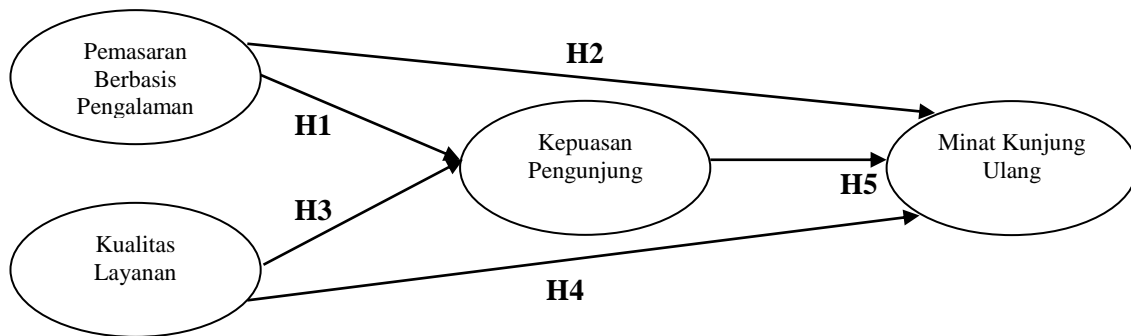 Pemasaran
Berbasis
Pengalaman
H2
H1
Kepuasan
Pengunjung
Minat Kunjung
Ulang
H5
H3
Kualitas
Layanan
H4